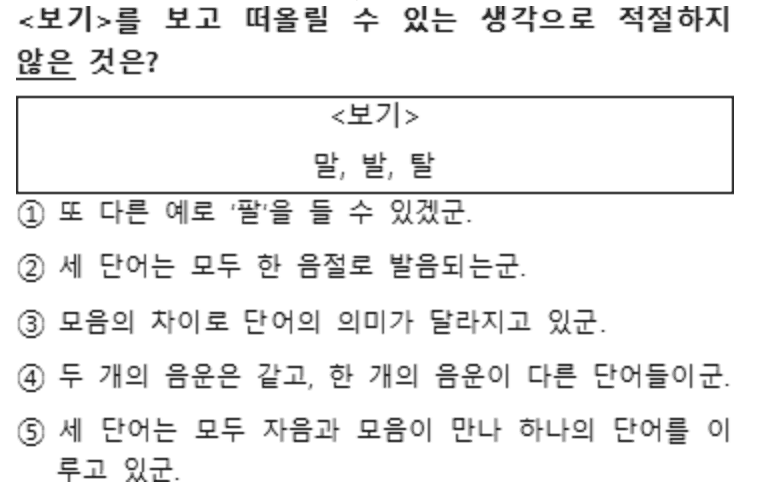 <보기>를 보고 떠올릴 수 있는 생각으로 적절하지
않은 것은?
<보기>
말, 발, 탈
① 또 다른 예로 '팔'을 들 수 있겠군.
② 세 단어는 모두 한 음절로 발음되는군.
③ 모음의 차이로 단어의 의미가 달라지고 있군.
④ 두 개의 음운은 같고, 한 개의 음운이 다른 단어들이군.
⑤ 세 단어는 모두 자음과 모음이 만나 하나의 단어를 이
루고 있군.